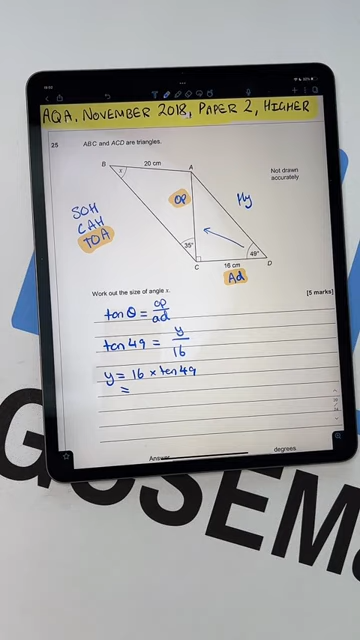 AQA, NOVEMBER 2018, PAPER 2, HIGHER
25 ABC and ACD are triangles.
B 20 cm A
x
Not drawn
accurately
OP
Hy
SOH
CAH
TOA
35°
49°
C 16 cm D
Ad
Work out the size of angle x.
[5 marks]
tan θ = op/ad
tan 49 = y/16
y = 16 × tan 49
=
Answer degrees
GCSEM